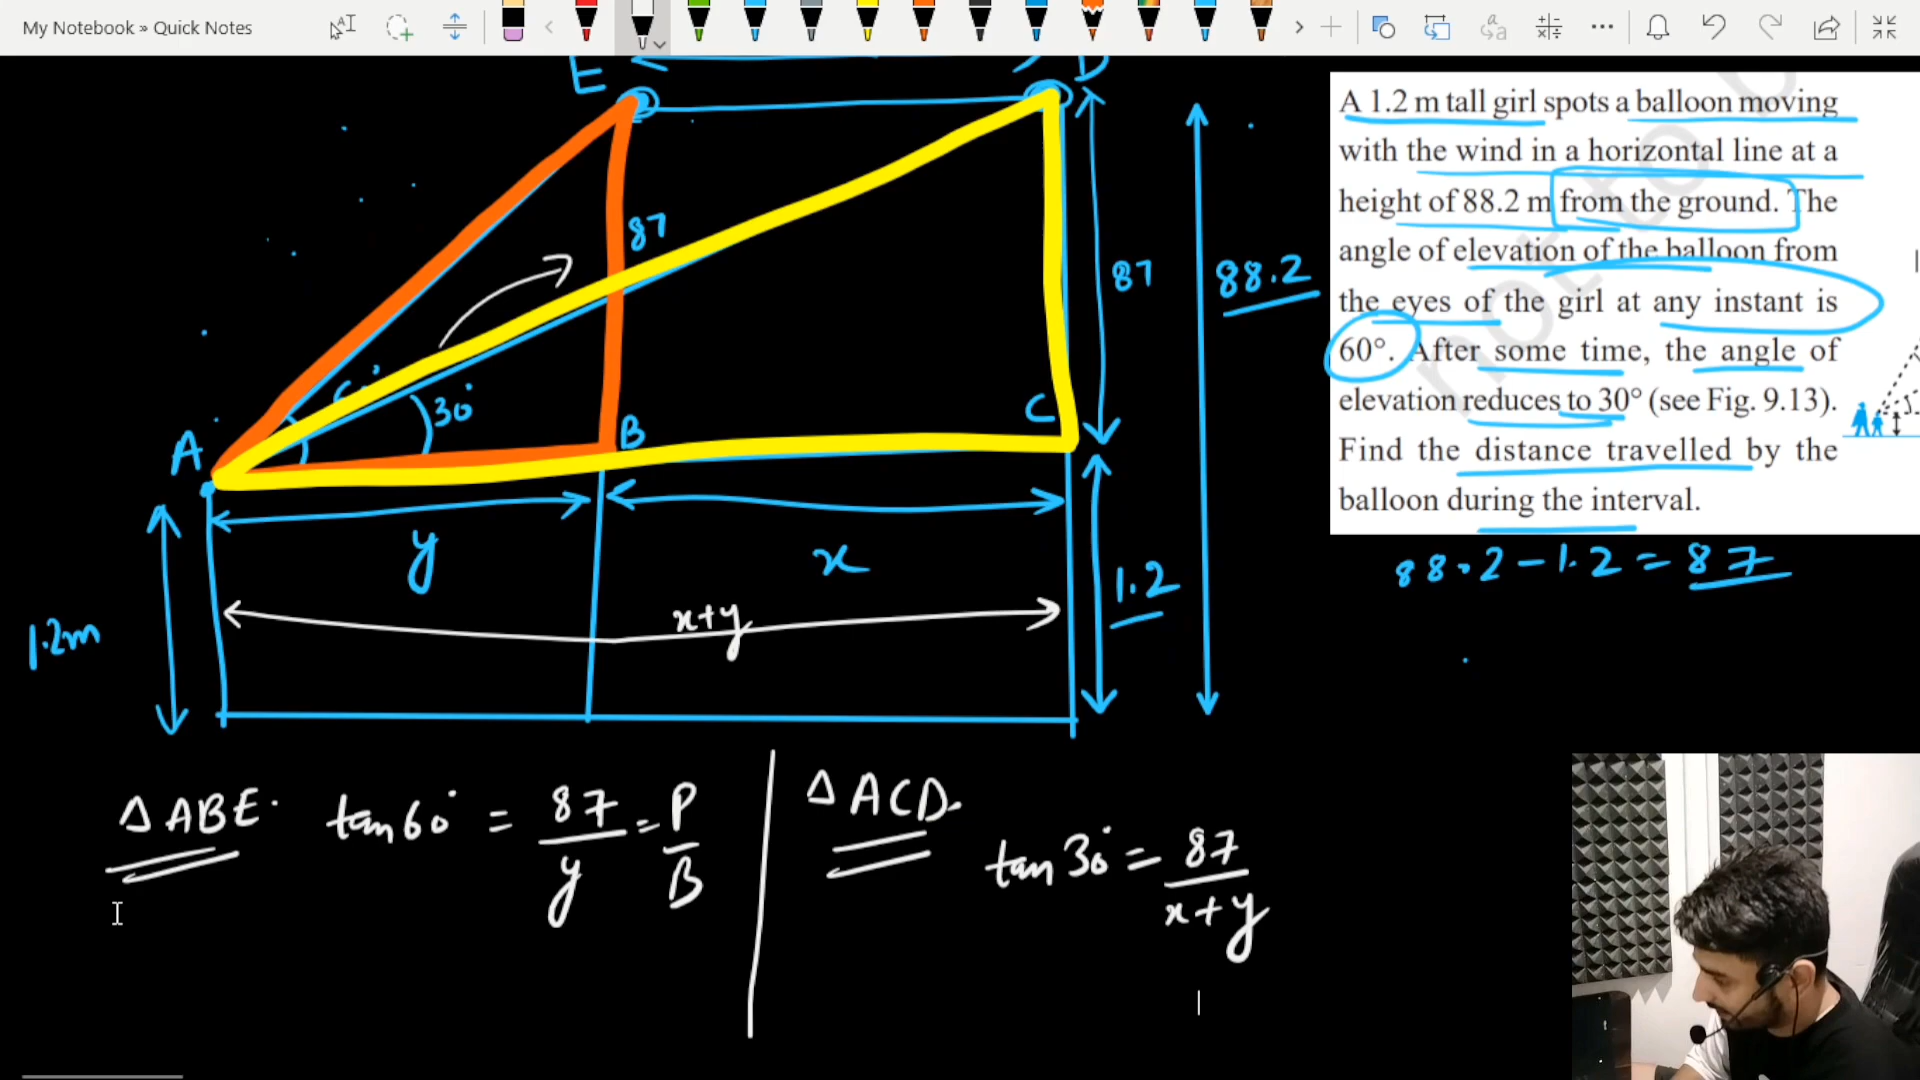 My Notebook » Quick Notes
E D
A 1.2 m tall girl spots a balloon moving
with the wind in a horizontal line at a
height of 88.2 m from the ground. The
angle of elevation of the balloon from
the eyes of the girl at any instant is
60°. After some time, the angle of
elevation reduces to 30° (see Fig. 9.13).
Find the distance travelled by the
balloon during the interval.
88.2 - 1.2 = 87
87
87
88.2
30°
A
B
C
y
x
x+y
1.2
1.2m
△ABE. tan 60° = 87/y = P/B
△ACD. tan 30° = 87/x+y
not to b